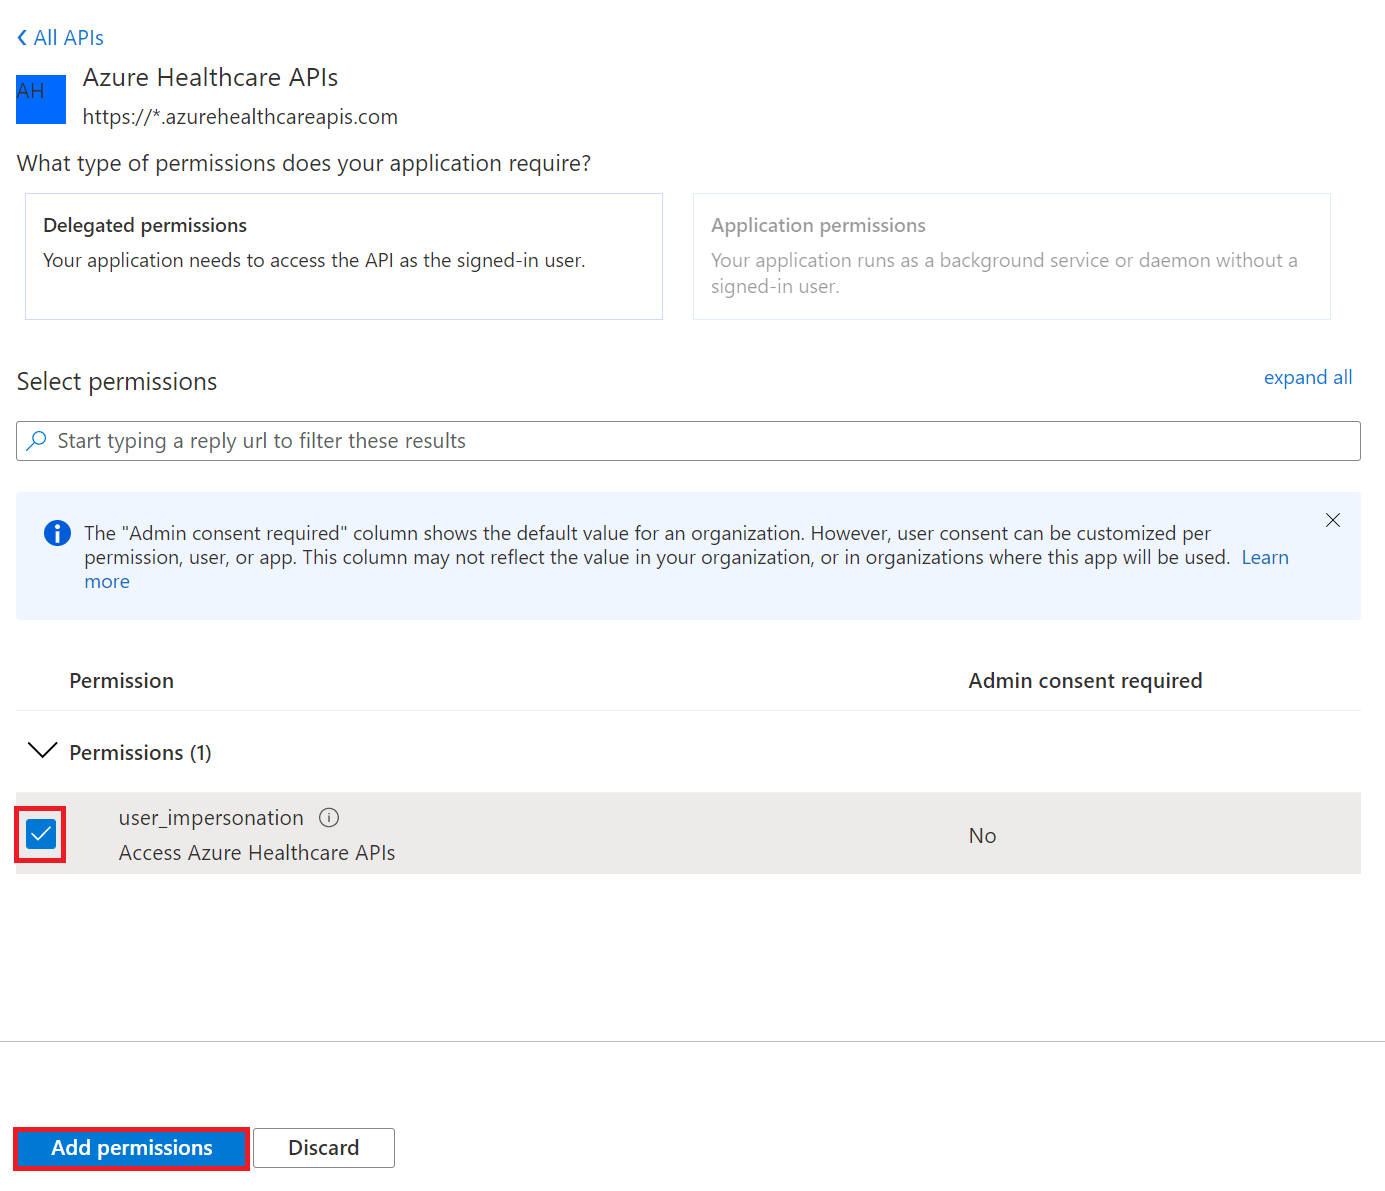 All APIs
AH
Azure Healthcare APIs
https://*.azurehealthcareapis.com
What type of permissions does your application require?
Delegated permissions
Your application needs to access the API as the signed-in user.
Application permissions
Your application runs as a background service or daemon without a
signed-in user.
Select permissions
expand all
Start typing a reply url to filter these results
The "Admin consent required" column shows the default value for an organization. However, user consent can be customized per
permission, user, or app. This column may not reflect the value in your organization, or in organizations where this app will be used. Learn
more
Permission
Admin consent required
Permissions (1)
user_impersonation
Access Azure Healthcare APIs
No
Add permissions
Discard